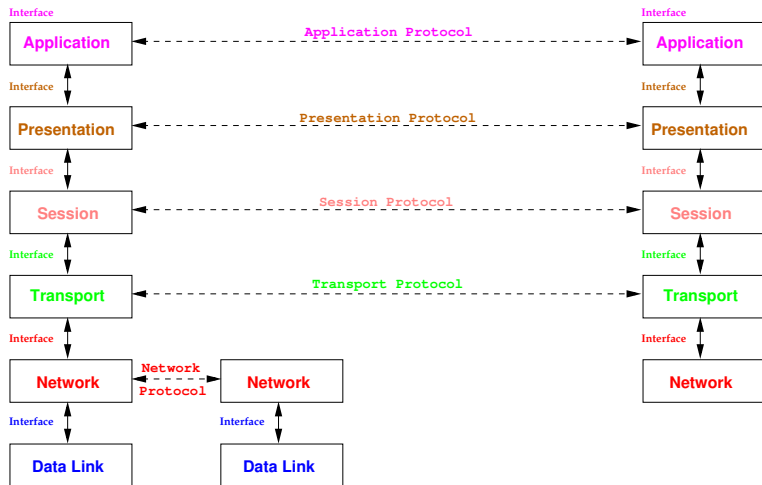 Interface
Interface
Application Protocol
Application
Application
Interface
Interface
Presentation Protocol
Presentation
Presentation
Interface
Interface
Session Protocol
Session
Session
Interface
Interface
Transport Protocol
Transport
Transport
Interface
Interface
Network
Protocol
Network
Network
Network
Interface
Interface
Data Link
Data Link